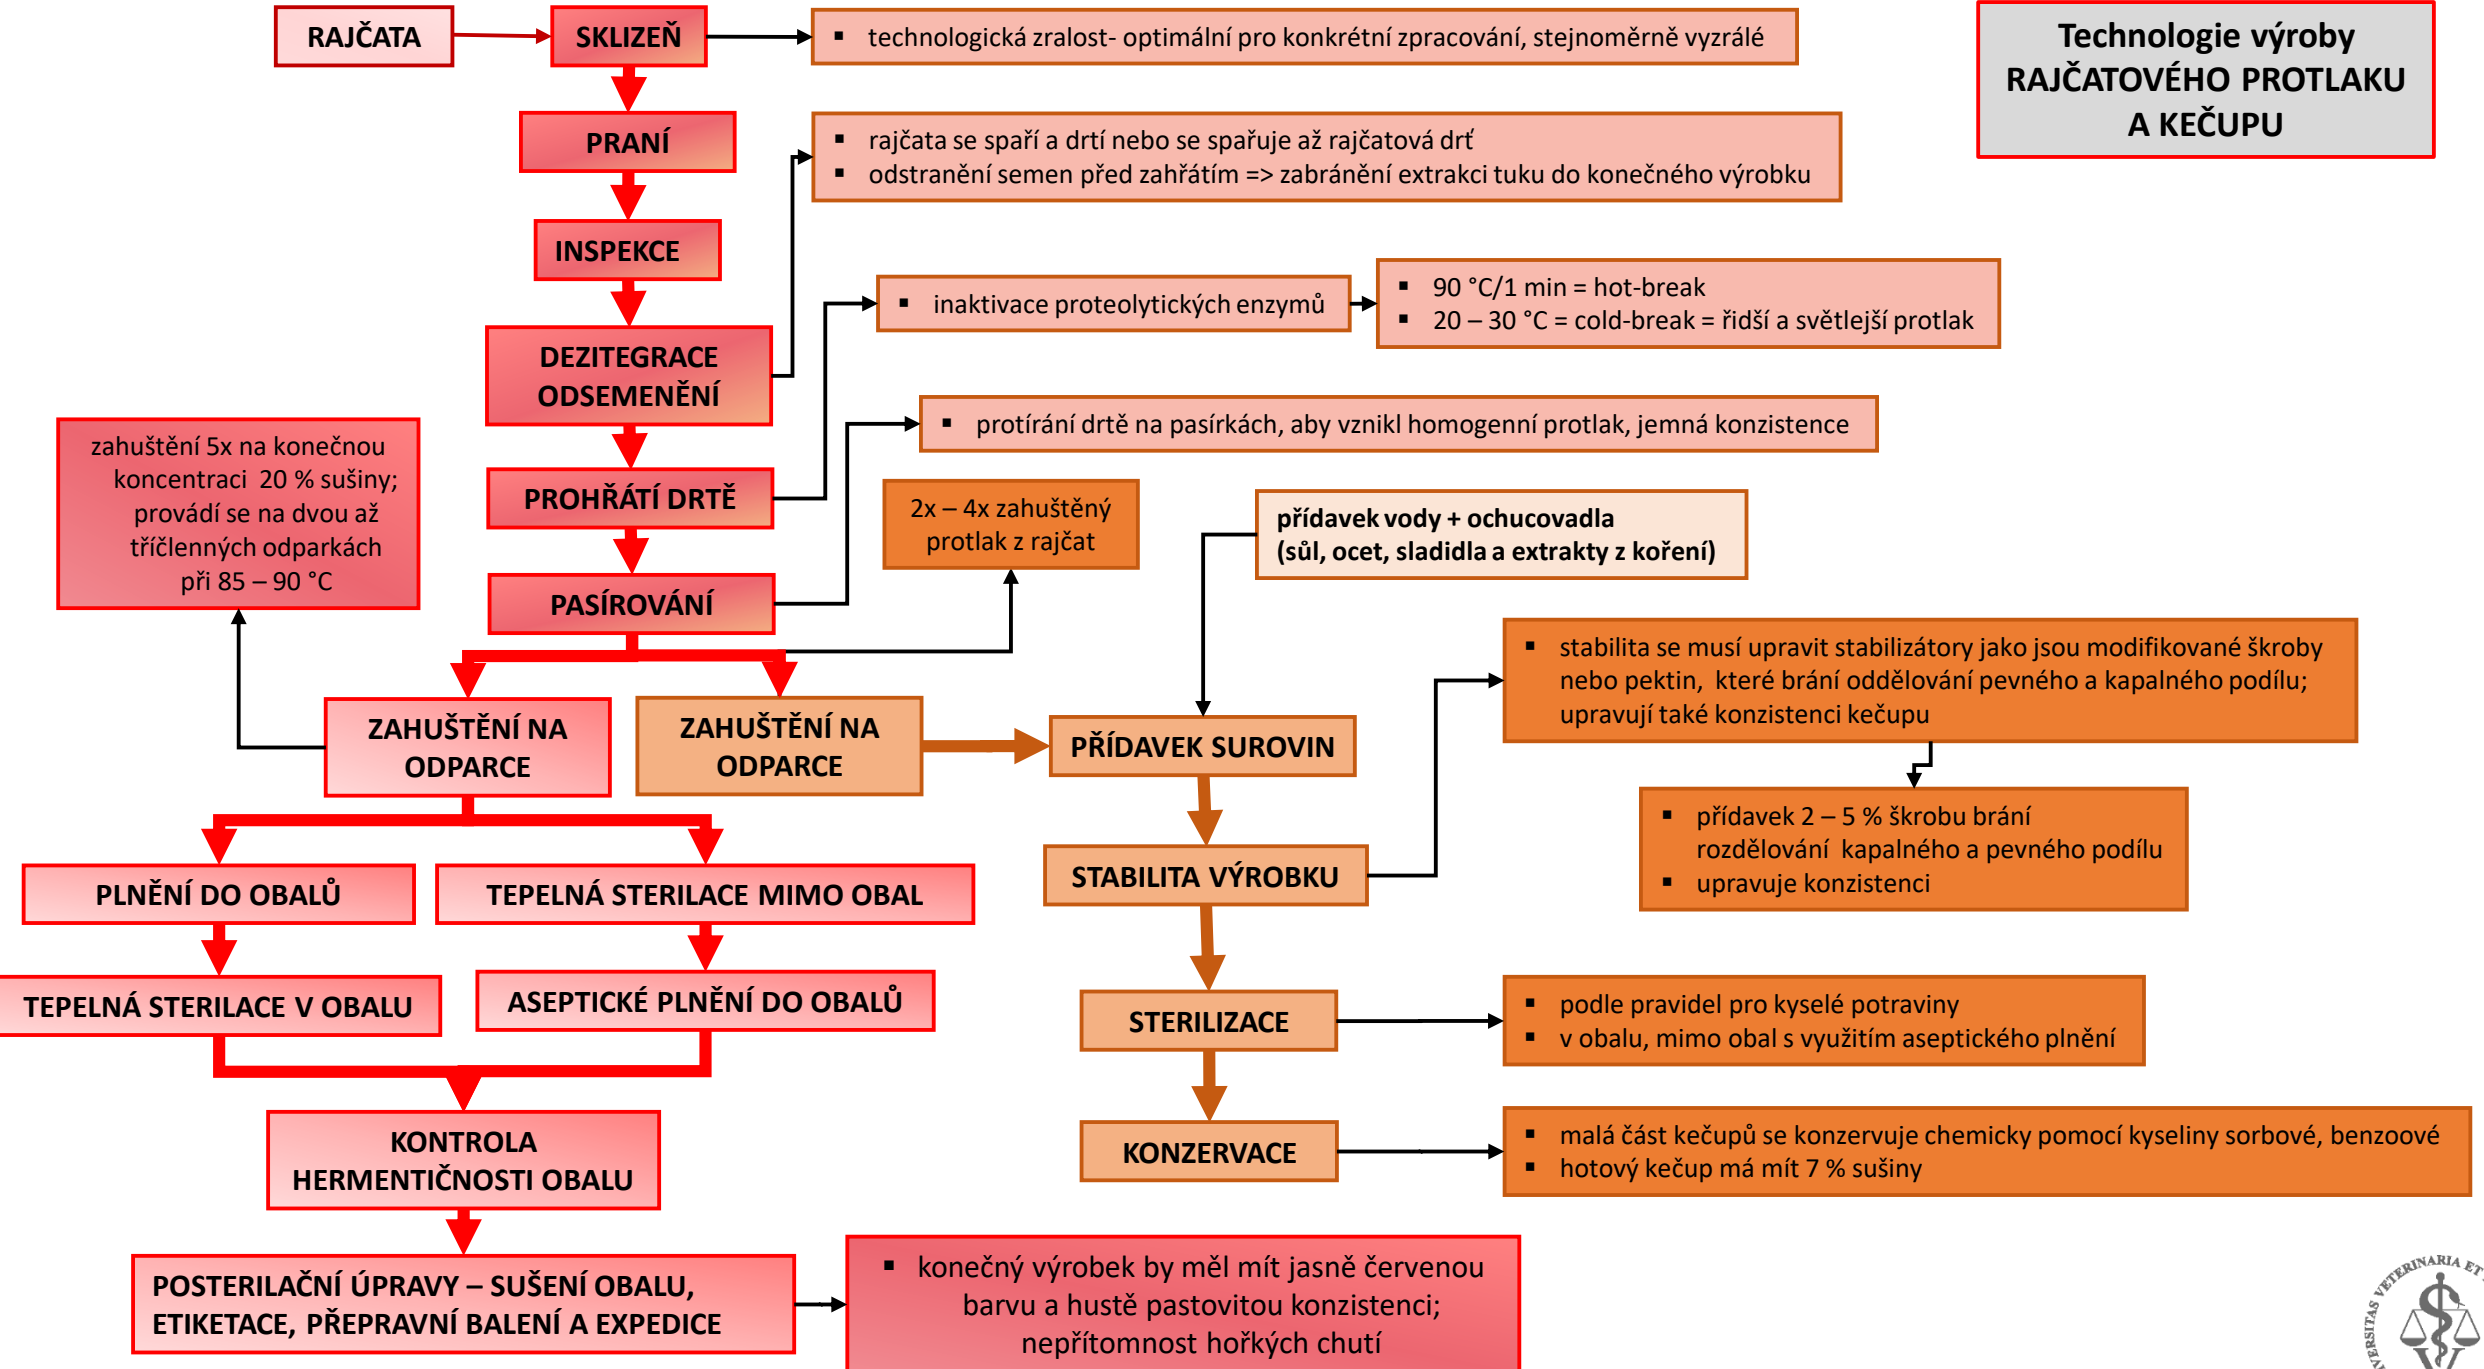 RAJČATA
SKLIZEŇ
▪ technologická zralost- optimální pro konkrétní zpracování, stejnoměrně vyzrálé
Technologie výroby
RAJČATOVÉHO PROTLAKU
A KEČUPU
PRANÍ
▪ rajčata se spaří a drtí nebo se spařuje až rajčatová drť
▪ odstranění semen před zahřátím => zabránění extrakci tuku do konečného výrobku
INSPEKCE
▪ inaktivace proteolytických enzymů
▪ 90 °C/1 min = hot-break
▪ 20 – 30 °C = cold-break = řidší a světlejší protlak
DEZITEGRACE
ODSEMENĚNÍ
▪ protírání drtě na pasírkách, aby vznikl homogenní protlak, jemná konzistence
zahuštění 5x na konečnou
koncentraci 20 % sušiny;
provádí se na dvou až
tříčlenných odparkách
při 85 – 90 °C
PROHŘÁTÍ DRTĚ
2x – 4x zahuštěný
protlak z rajčat
přídavek vody + ochucovadla
(sůl, ocet, sladidla a extrakty z koření)
PASÍROVÁNÍ
▪ stabilita se musí upravit stabilizátory jako jsou modifikované škroby
nebo pektin, které brání oddělování pevného a kapalného podílu;
upravují také konzistenci kečupu
ZAHUŠTĚNÍ NA
ODPARCE
ZAHUŠTĚNÍ NA
ODPARCE
PŘÍDAVEK SUROVIN
▪ přídavek 2 – 5 % škrobu brání
rozdělování kapalného a pevného podílu
▪ upravuje konzistenci
PLNĚNÍ DO OBALŮ
TEPELNÁ STERILACE MIMO OBAL
STABILITA VÝROBKU
TEPELNÁ STERILACE V OBALU
ASEPTICKÉ PLNĚNÍ DO OBALŮ
STERILIZACE
▪ podle pravidel pro kyselé potraviny
▪ v obalu, mimo obal s využitím aseptického plnění
KONTROLA
HERMENTIČNOSTI OBALU
KONZERVACE
▪ malá část kečupů se konzervuje chemicky pomocí kyseliny sorbové, benzoové
▪ hotový kečup má mít 7 % sušiny
POSTERILAČNÍ ÚPRAVY – SUŠENÍ OBALU,
ETIKETACE, PŘEPRAVNÍ BALENÍ A EXPEDICE
▪ konečný výrobek by měl mít jasně červenou
barvu a hustě pastovitou konzistenci;
nepřítomnost hořkých chutí
VETERINARIA ET